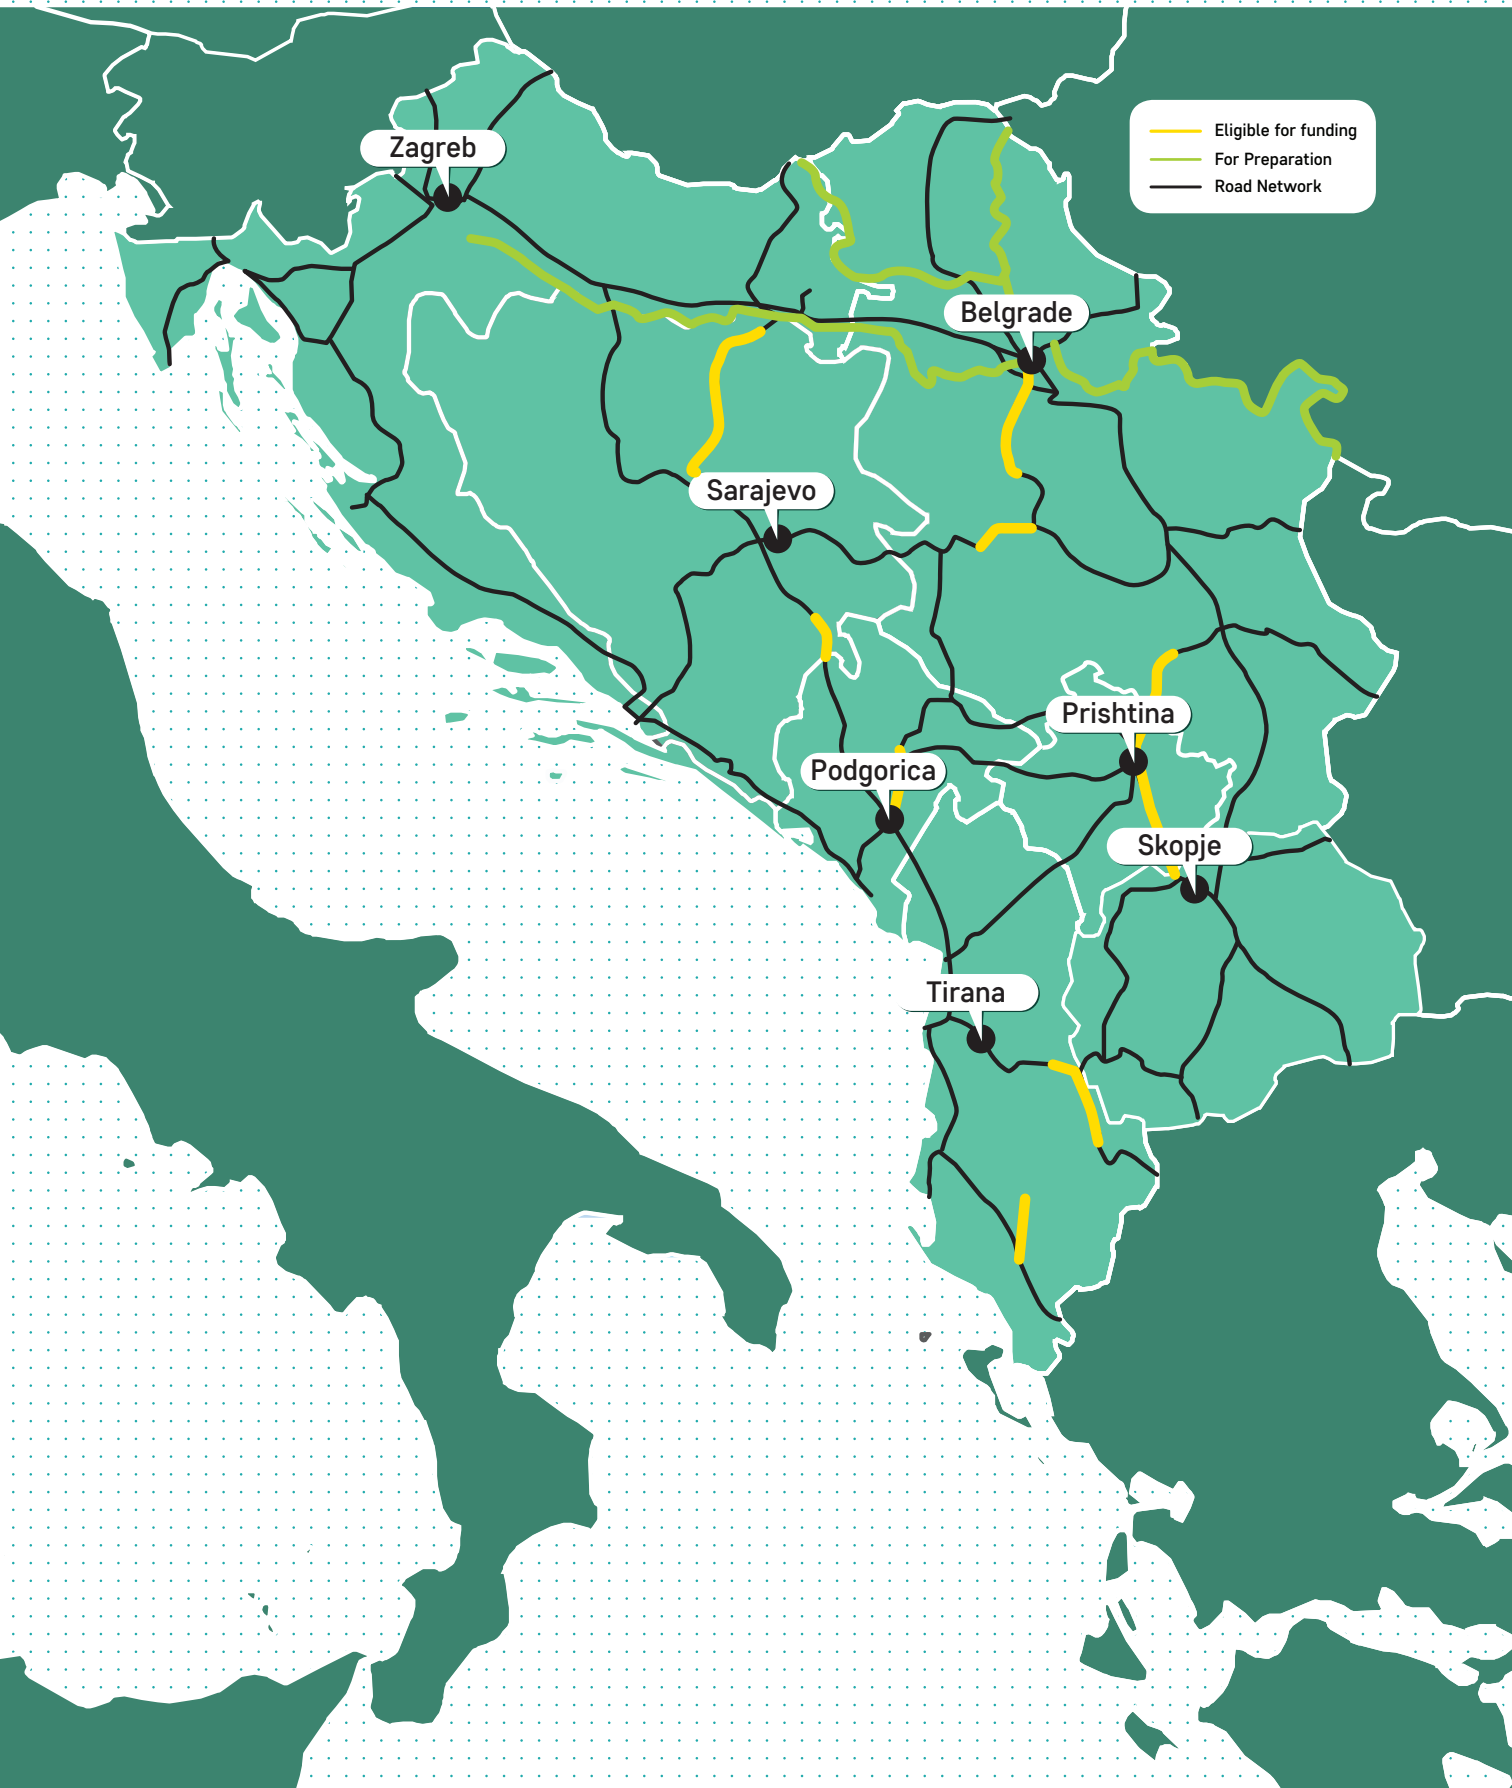 Eligible for funding
For Preparation
Road Network
Zagreb
Belgrade
Sarajevo
Prishtina
Podgorica
Skopje
Tirana